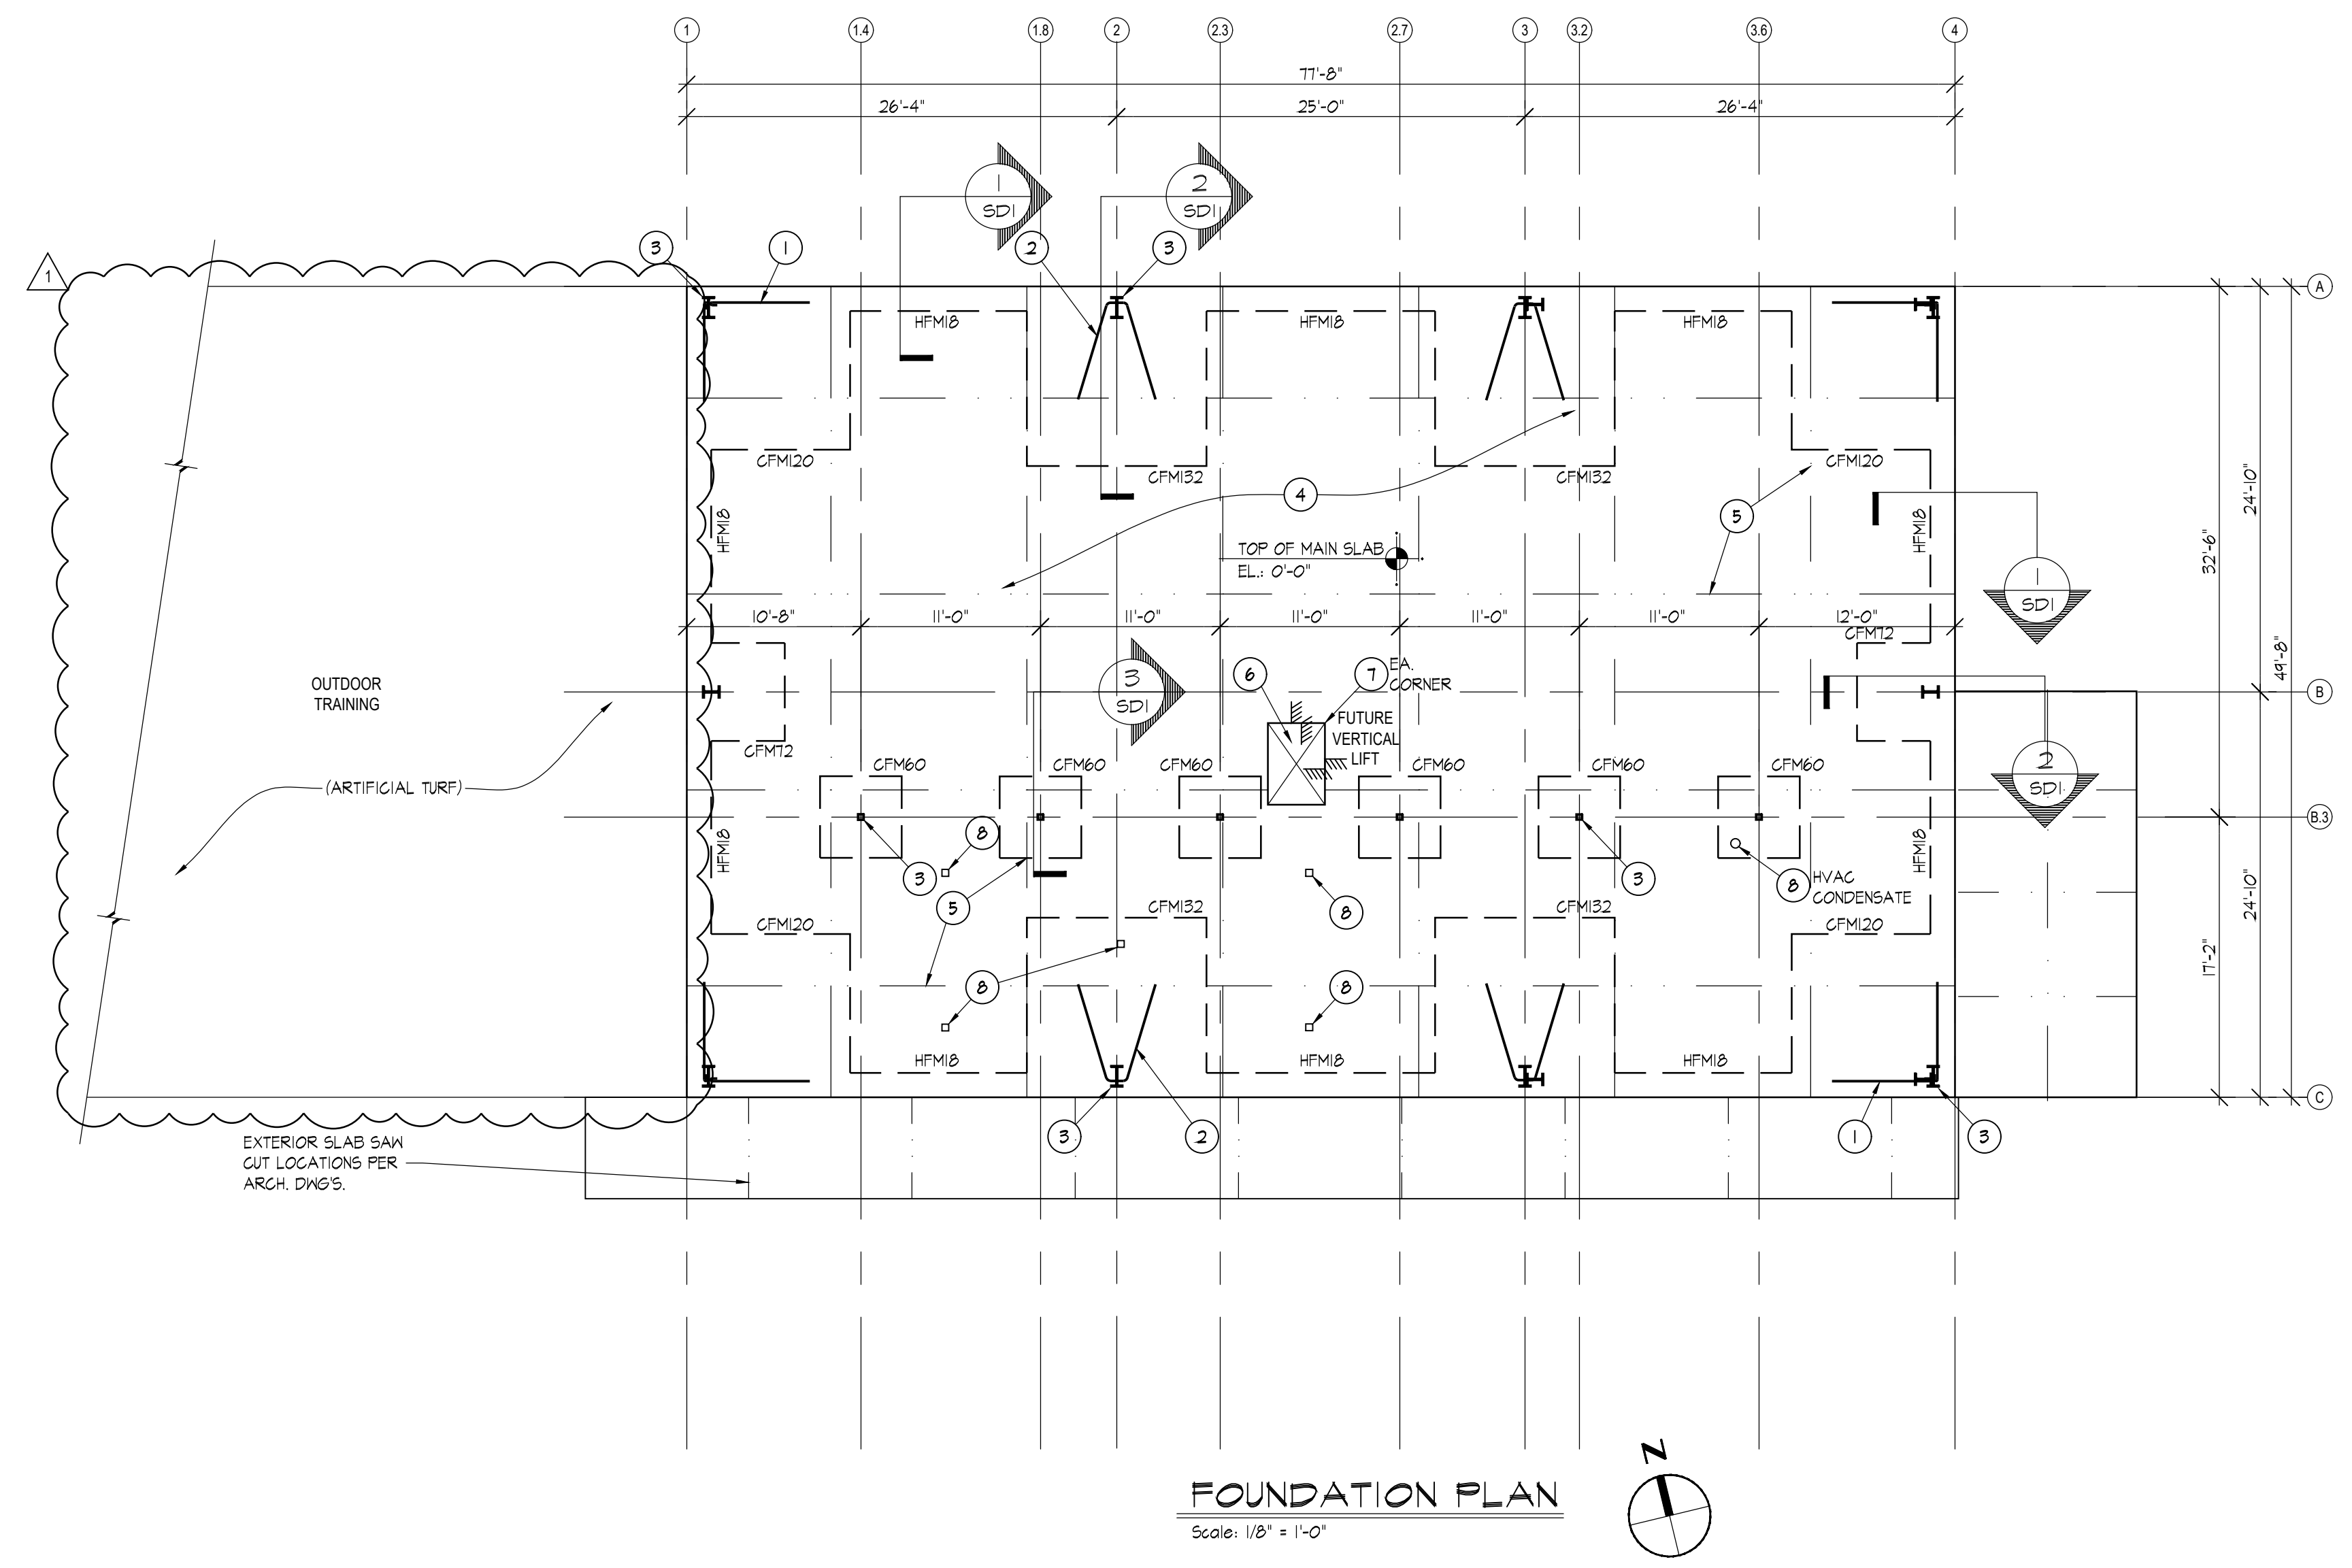 1 1.4 1.8 2 2.3 2.7 3 3.2 3.6 4
77'-8"
26'-4" 25'-0" 26'-4"
1
SD1
2
SD1
3 1 2 3
1
A
HFM18 HFM18 HFM18
CFM120 CFM132 CFM132 CFM120
4
5
24'-10"
HFM18 HFM18
32'-6"
TOP OF MAIN SLAB
EL.: 0'-0"
1
SD1
10'-8" 11'-0" 11'-0" 11'-0" 11'-0" 11'-0" 12'-0"
CFM72
49'-8"
6 7 EA.
CORNER
3
SD1
B
OUTDOOR
TRAINING
FUTURE
VERTICAL
LIFT
CFM72
2
SD1
CFM60 CFM60 CFM60 CFM60 CFM60 CFM60
(ARTIFICIAL TURF)
B.3
8
HFM18 HFM18
3 3 8 HVAC
CONDENSATE
5 8
24'-10"
CFM120 CFM132 CFM132 CFM120
17'-2"
8 8
HFM18 HFM18 HFM18
C
3 2 1 3
EXTERIOR SLAB SAW
CUT LOCATIONS PER
ARCH. DWG'S.
N
FOUNDATION PLAN
Scale: 1/8" = 1'-0"